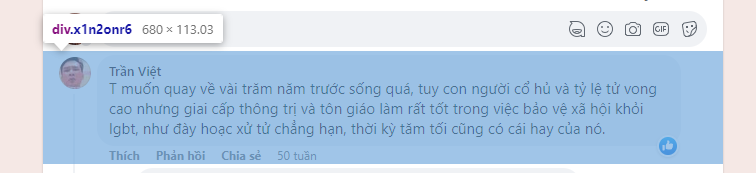 div.x1n2onr6 680 × 113.03
GIF
Trần Việt
T muốn quay về vài trăm năm trước sống quá, tuy con người cổ hủ và tỷ lệ tử vong
cao nhưng giai cấp thông trị và tôn giáo làm rất tốt trong việc bảo vệ xã hội khỏi
lgbt, như đày hoạc xử tử chẳng hạn, thời kỳ tăm tối cũng có cái hay của nó.
Thích Phản hồi Chia sẻ 50 tuần